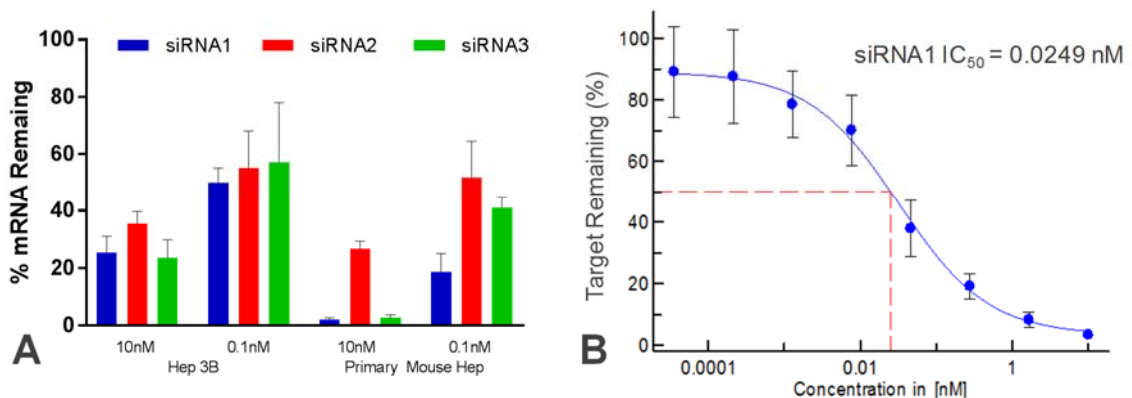 100
80
60
40
20
0
% mRNA Remaing
siRNA1 siRNA2 siRNA3
10nM 0.1nM 10nM 0.1nM
Hep 3B Primary Mouse Hep
A
100
80
60
40
20
0
Target Remaining (%)
siRNA1 IC₅₀ = 0.0249 nM
0.0001 0.01 1
Concentration in [nM]
B